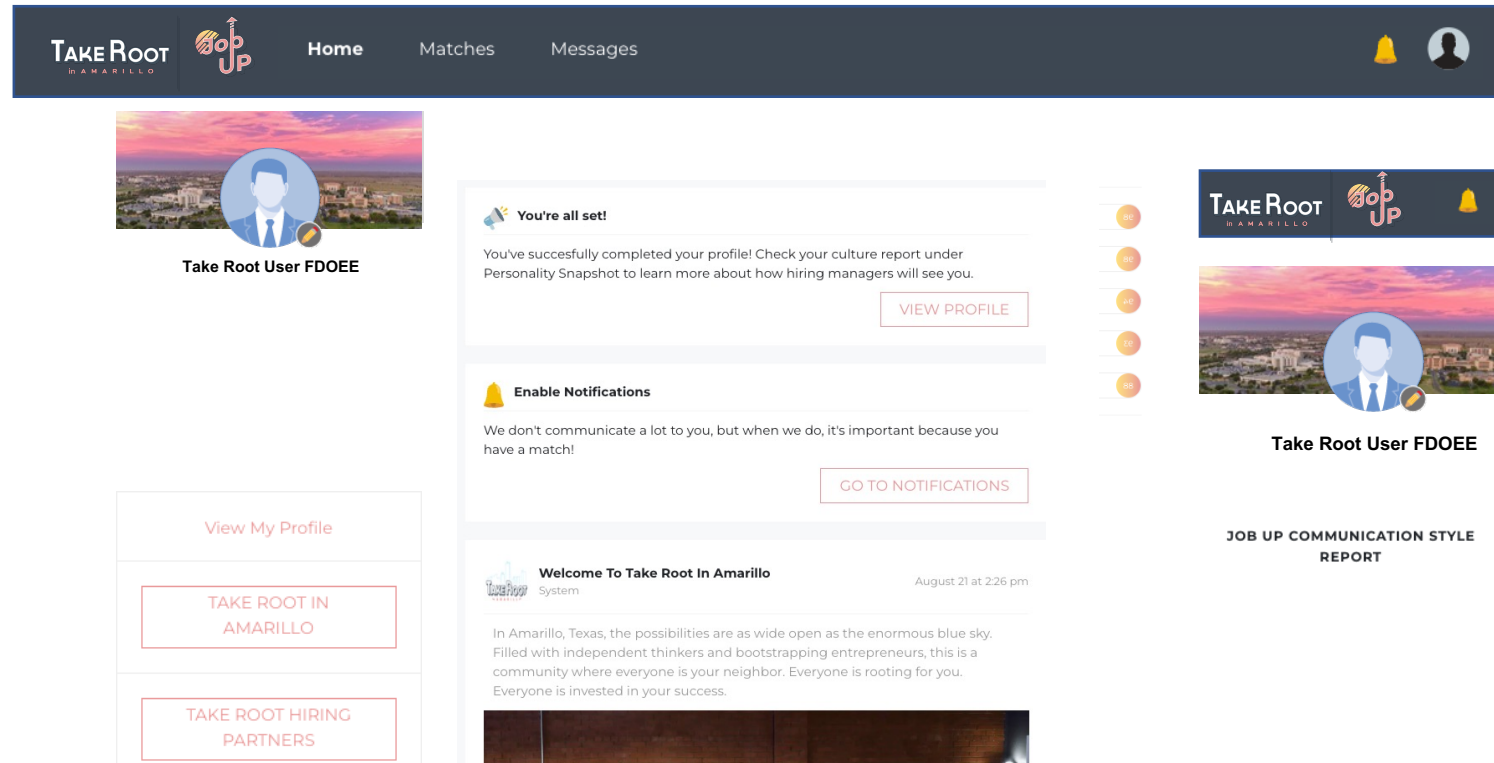 TAKE ROOT
in AMARILLO
Job UP
Home
Matches
Messages
Take Root User FDOEE
View My Profile
TAKE ROOT IN
AMARILLO
TAKE ROOT HIRING
PARTNERS
You're all set!
You've succesfully completed your profile! Check your culture report under
Personality Snapshot to learn more about how hiring managers will see you.
VIEW PROFILE
Enable Notifications
We don't communicate a lot to you, but when we do, it's important because you
have a match!
GO TO NOTIFICATIONS
TAKE ROOT
Welcome To Take Root In Amarillo
System
August 21 at 2:26 pm
In Amarillo, Texas, the possibilities are as wide open as the enormous blue sky.
Filled with independent thinkers and bootstrapping entrepreneurs, this is a
community where everyone is your neighbor. Everyone is rooting for you.
Everyone is invested in your success.
TAKE ROOT
in AMARILLO
Job UP
Take Root User FDOEE
JOB UP COMMUNICATION STYLE
REPORT